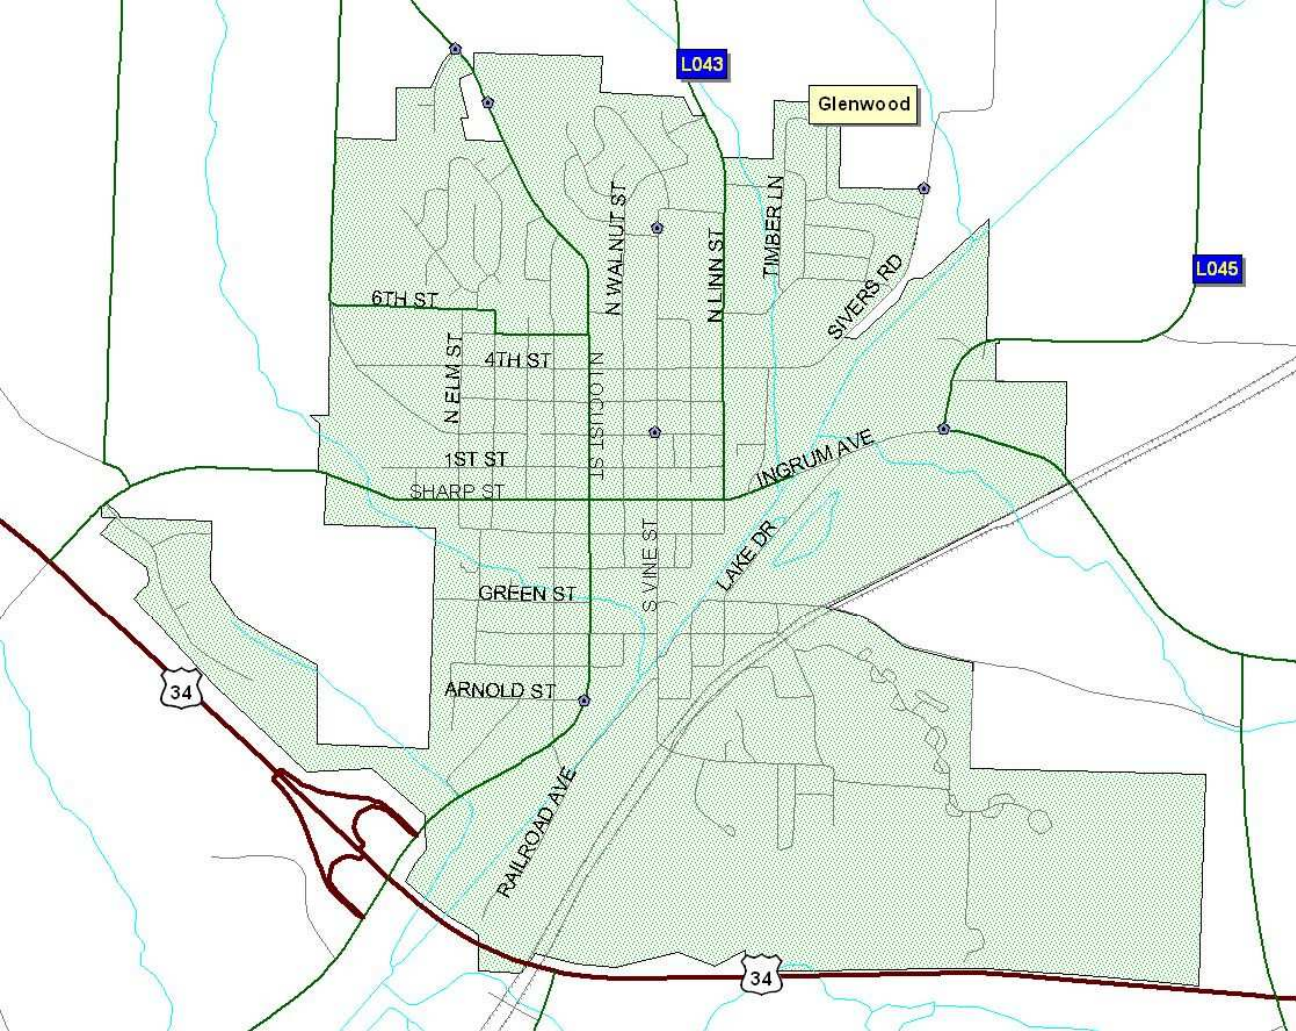 L043
Glenwood
N WALNUT ST
TIMBER LN
N LINN ST
L045
SIVERS RD
6TH ST
4TH ST
N ELM ST
N LOCUST ST
INGRUM AVE
1ST ST
SHARP ST
S VINE ST
LAKE DR
GREEN ST
34
ARNOLD ST
RAILROAD AVE
34